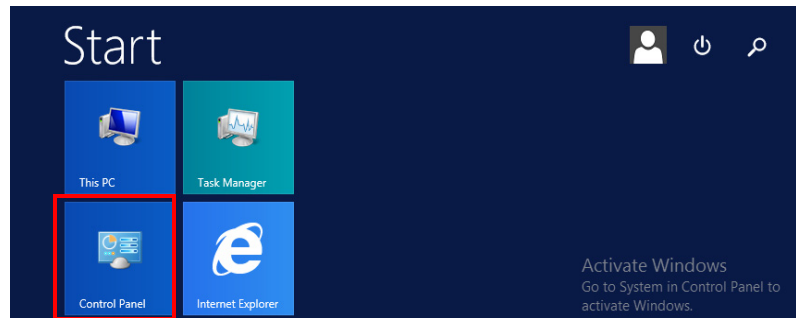 Start
This PC
Task Manager
Control Panel
Internet Explorer
Activate Windows
Go to System in Control Panel to
activate Windows.